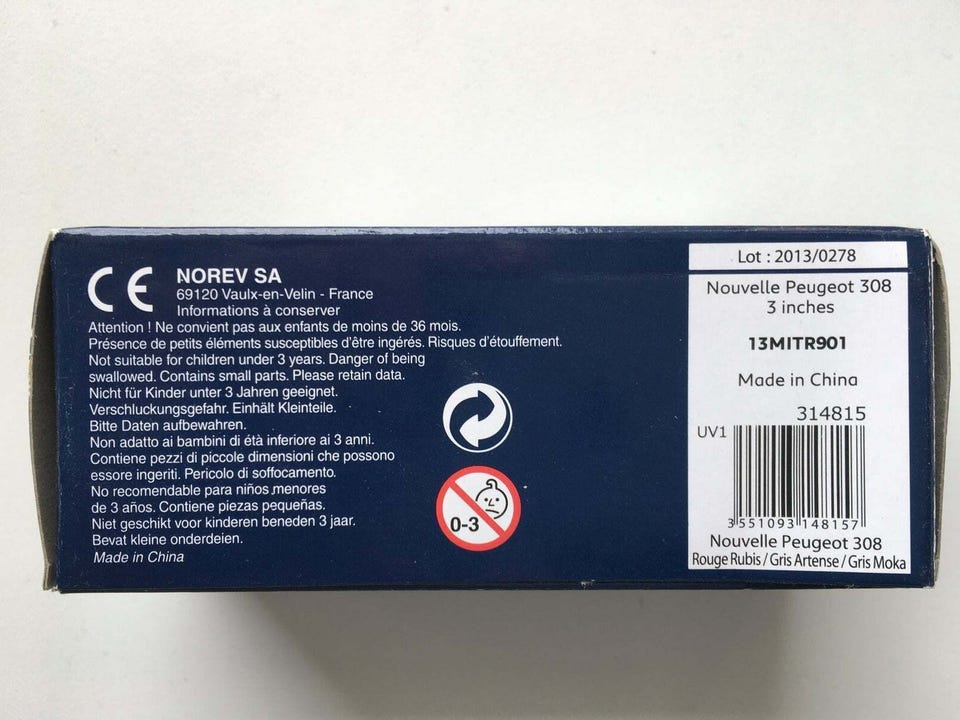 CE
NOREV SA
69120 Vaulx-en-Velin - France
Informations à conserver
Attention ! Ne convient pas aux enfants de moins de 36 mois.
Présence de petits éléments susceptibles d'être ingérés. Risques d'étouffement.
Not suitable for children under 3 years. Danger of being
swallowed. Contains small parts. Please retain data.
Nicht für Kinder unter 3 Jahren geeignet.
Verschluckungsgefahr. Einhält Kleinteile.
Bitte Daten aufbewahren.
Non adatto ai bambini di étà inferiore ai 3 anni.
Contiene pezzi di piccole dimensioni che possono
essore ingeriti. Pericolo di soffocamento.
No recomendable para niños menores
de 3 años. Contiene piezas pequeñas.
Niet geschikt voor kinderen beneden 3 jaar.
Bevat kleine onderdeien.
Made in China
0-3
Lot : 2013/0278
Nouvelle Peugeot 308
3 inches
13MITR901
Made in China
314815
UV1
3 551093 148157
Nouvelle Peugeot 308
Rouge Rubis / Gris Artense / Gris Moka